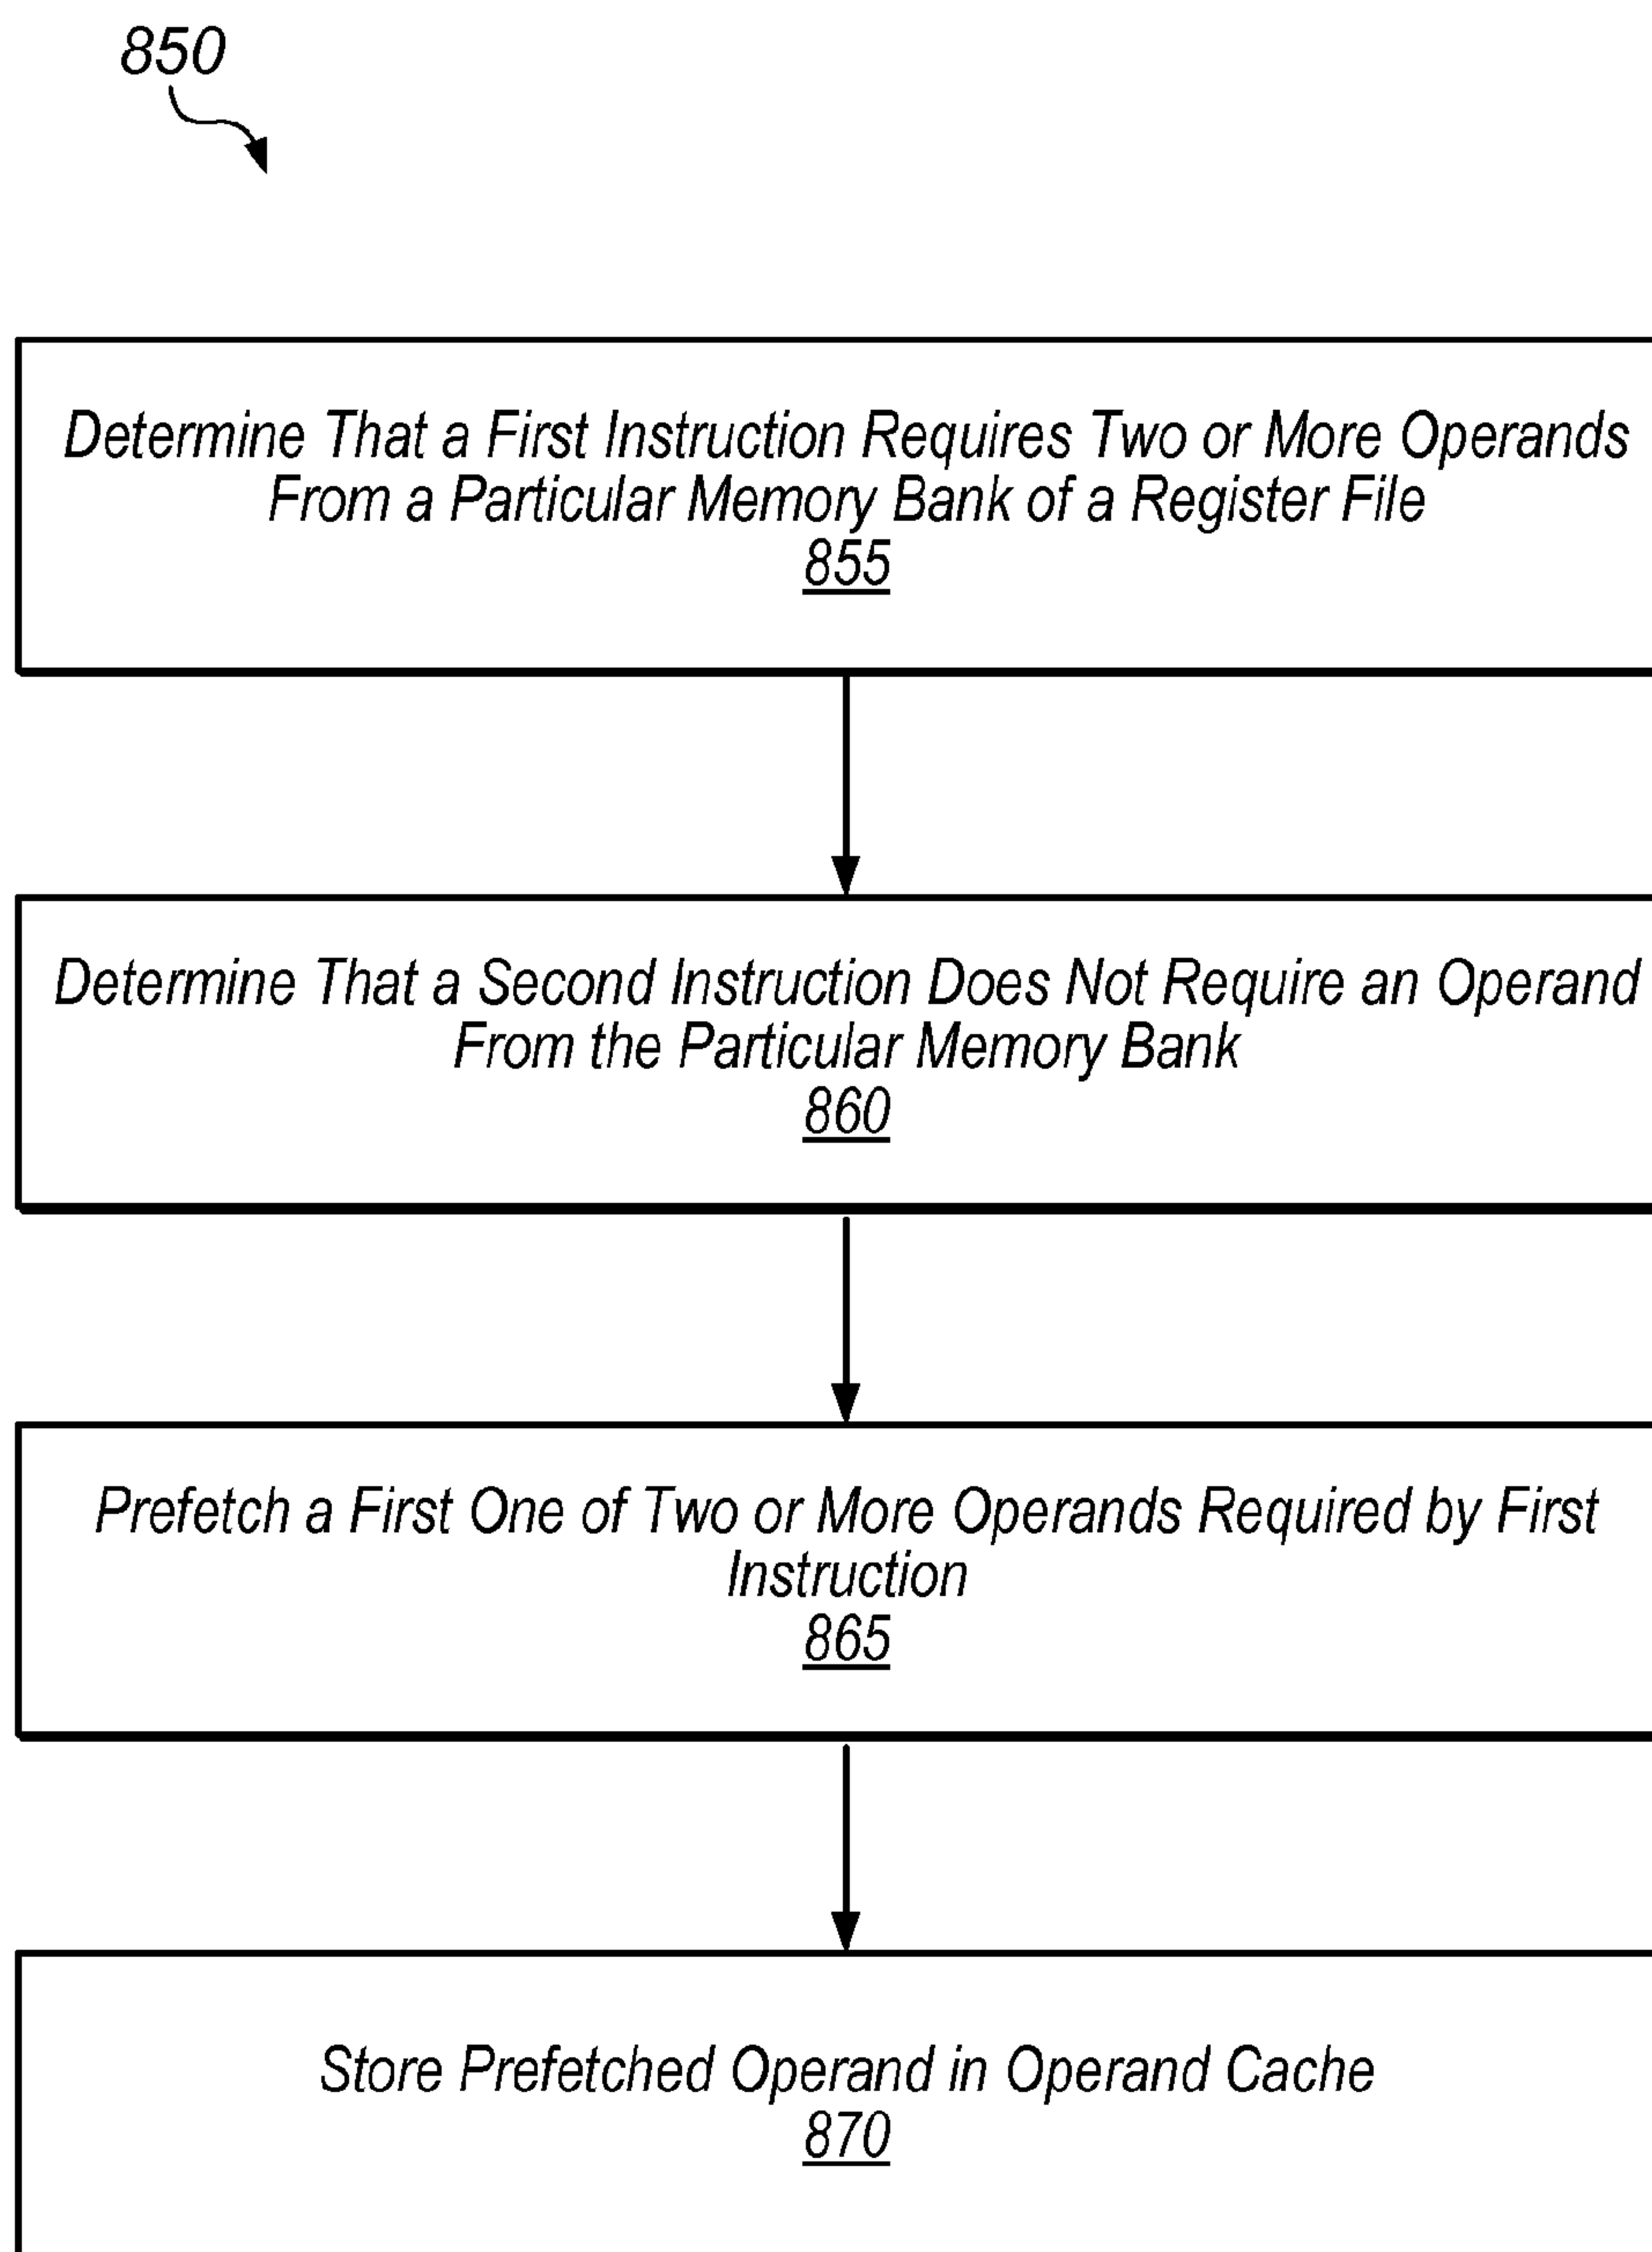 850
Determine That a First Instruction Requires Two or More Operands
From a Particular Memory Bank of a Register File
855
Determine That a Second Instruction Does Not Require an Operand
From the Particular Memory Bank
860
Prefetch a First One of Two or More Operands Required by First
Instruction
865
Store Prefetched Operand in Operand Cache
870